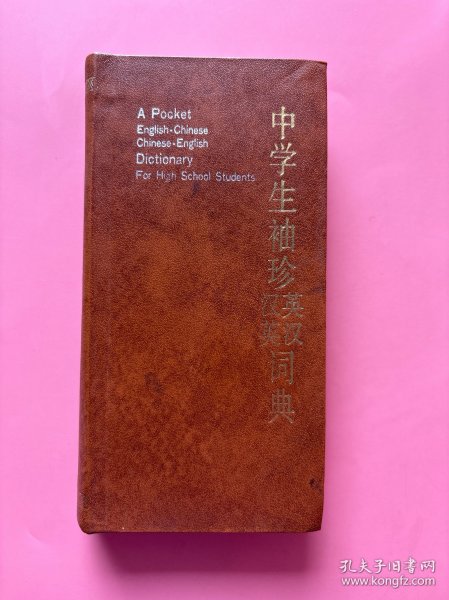 A Pocket
English-Chinese
Chinese-English
Dictionary
For High School Students
中学生袖珍
英汉
汉英
词典
孔夫子旧书网
www.kongfz.com